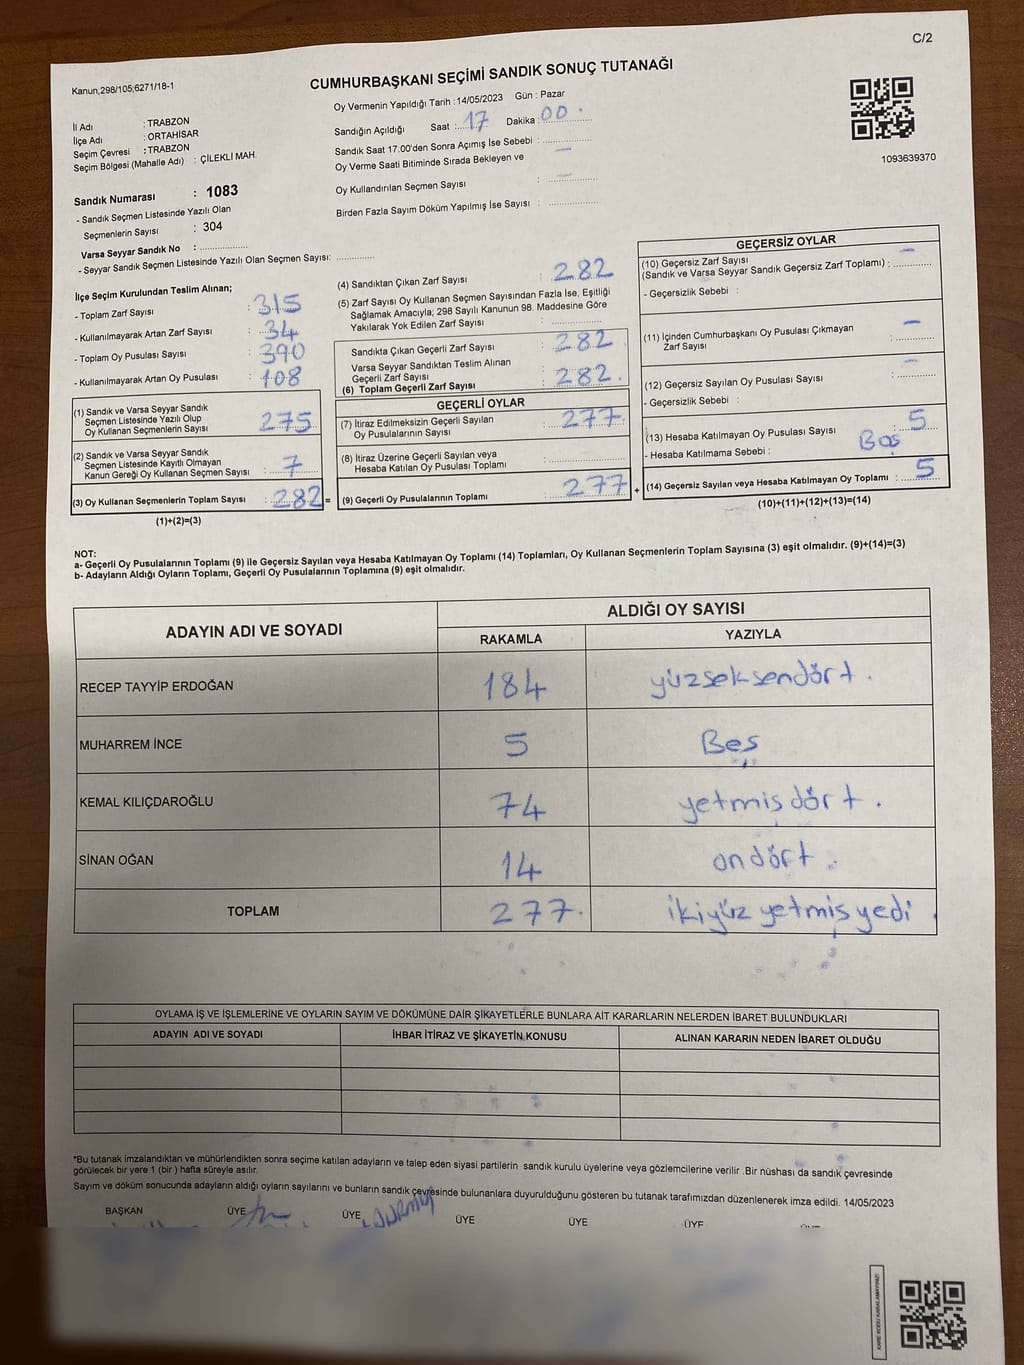 C/2
Kanun;298/105;6271/18-1
CUMHURBAŞKANI SEÇİMİ SANDIK SONUÇ TUTANAĞI
Oy Vermenin Yapıldığı Tarih :14/05/2023 Gün : Pazar
İl Adı : TRABZON
İlçe Adı : ORTAHİSAR
Seçim Çevresi : TRABZON
Seçim Bölgesi (Mahalle Adı) : ÇİLEKLİ MAH.
Sandığın Açıldığı Saat :17 Dakika :00
Sandık Saat 17.00'den Sonra Açımış İse Sebebi : –
Oy Verme Saati Bitiminde Sırada Bekleyen ve
Oy Kullandırılan Seçmen Sayısı : –
Birden Fazla Sayım Döküm Yapılmış İse Sayısı :
1093639370
Sandık Numarası : 1083
- Sandık Seçmen Listesinde Yazılı Olan
Seçmenlerin Sayısı : 304
Varsa Seyyar Sandık No :
- Seyyar Sandık Seçmen Listesinde Yazılı Olan Seçmen Sayısı:
İlçe Seçim Kurulundan Teslim Alınan;
- Toplam Zarf Sayısı : 315
- Kullanılmayarak Artan Zarf Sayısı : 34
- Toplam Oy Pusulası Sayısı : 390
- Kullanılmayarak Artan Oy Pusulası : 108
(1) Sandık ve Varsa Seyyar Sandık
Seçmen Listesinde Yazılı Olup
Oy Kullanan Seçmenlerin Sayısı : 275
(2) Sandık ve Varsa Seyyar Sandık
Seçmen Listesinde Kayıtlı Olmayan
Kanun Gereği Oy Kullanan Seçmen Sayısı : 7
(3) Oy Kullanan Seçmenlerin Toplam Sayısı : 282 =
(1)+(2)=(3)
(4) Sandıktan Çıkan Zarf Sayısı : 282
(5) Zarf Sayısı Oy Kullanan Seçmen Sayısından Fazla İse, Eşitliği
Sağlamak Amacıyla; 298 Sayılı Kanunun 98. Maddesine Göre
Yakılarak Yok Edilen Zarf Sayısı :
Sandıkta Çıkan Geçerli Zarf Sayısı : 282
Varsa Seyyar Sandıktan Teslim Alınan
Geçerli Zarf Sayısı :
(6) Toplam Geçerli Zarf Sayısı : 282.
GEÇERLİ OYLAR
(7) İtiraz Edilmeksizin Geçerli Sayılan
Oy Pusulalarının Sayısı : 277
(8) İtiraz Üzerine Geçerli Sayılan veya
Hesaba Katılan Oy Pusulası Toplamı :
(9) Geçerli Oy Pusulalarının Toplamı : 277 +
GEÇERSİZ OYLAR
(10) Geçersiz Zarf Sayısı
(Sandık ve Varsa Seyyar Sandık Geçersiz Zarf Toplamı) : –
- Geçersizlik Sebebi :
(11) İçinden Cumhurbaşkanı Oy Pusulası Çıkmayan
Zarf Sayısı : –
(12) Geçersiz Sayılan Oy Pusulası Sayısı : –
- Geçersizlik Sebebi :
(13) Hesaba Katılmayan Oy Pusulası Sayısı : 5
- Hesaba Katılmama Sebebi : Boş
(14) Geçersiz Sayılan veya Hesaba Katılmayan Oy Toplamı : 5
(10)+(11)+(12)+(13)=(14)
NOT:
a- Geçerli Oy Pusulalarının Toplamı (9) ile Geçersiz Sayılan veya Hesaba Katılmayan Oy Toplamı (14) Toplamları, Oy Kullanan Seçmenlerin Toplam Sayısına (3) eşit olmalıdır. (9)+(14)=(3)
b- Adayların Aldığı Oyların Toplamı, Geçerli Oy Pusulalarının Toplamına (9) eşit olmalıdır.
ADAYIN ADI VE SOYADI ALDIĞI OY SAYISI
RAKAMLA YAZIYLA
RECEP TAYYİP ERDOĞAN 184 yüzseksendört.
MUHARREM İNCE 5 Beş
KEMAL KILIÇDAROĞLU 74 yetmişdört.
SİNAN OĞAN 14 ondört.
TOPLAM 277. ikiyüz yetmiş yedi.
OYLAMA İŞ VE İŞLEMLERİNE VE OYLARIN SAYIM VE DÖKÜMÜNE DAİR ŞİKAYETLERLE BUNLARA AİT KARARLARIN NELERDEN İBARET BULUNDUKLARI
ADAYIN ADI VE SOYADI İHBAR İTİRAZ VE ŞİKAYETİN KONUSU ALINAN KARARIN NEDEN İBARET OLDUĞU
*Bu tutanak imzalandıktan ve mühürlendikten sonra seçime katılan adayların ve talep eden siyasi partilerin sandık kurulu üyelerine veya gözlemcilerine verilir .Bir nüshası da sandık çevresinde
görülecek bir yere 1 (bir ) hafta süreyle asılır.
Sayım ve döküm sonucunda adayların aldığı oyların sayılarını ve bunların sandık çevresinde bulunanlara duyurulduğunu gösteren bu tutanak tarafımızdan düzenlenerek imza edildi. 14/05/2023
BAŞKAN ÜYE ÜYE ÜYE ÜYE ÜYE